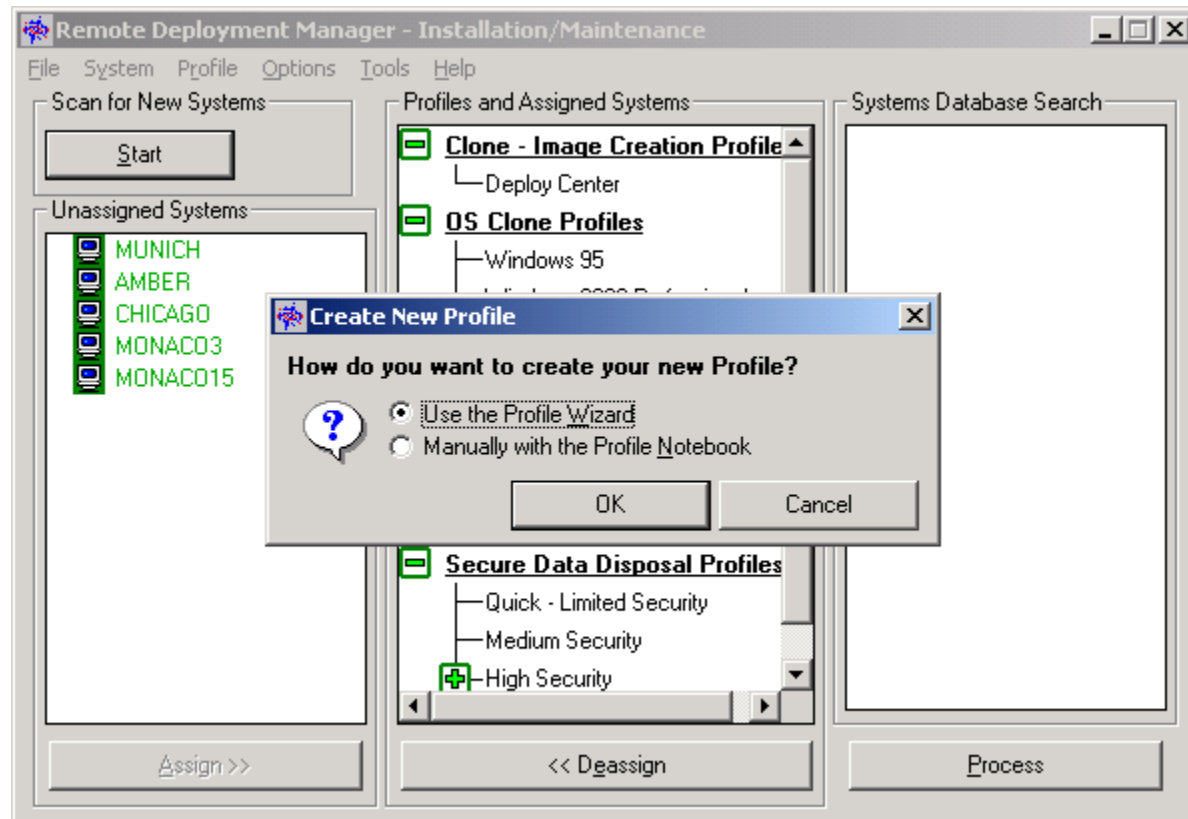 Remote Deployment Manager - Installation/Maintenance
File System Profile Options Tools Help
Scan for New Systems
Start
Unassigned Systems
MUNICH
AMBER
CHICAGO
MONACO3
MONACO15
Assign >>
Profiles and Assigned Systems
Clone - Image Creation Profile
Deploy Center
OS Clone Profiles
Windows 95
Create New Profile
How do you want to create your new Profile?
?
Use the Profile Wizard
Manually with the Profile Notebook
OK
Cancel
Secure Data Disposal Profiles
Quick - Limited Security
Medium Security
High Security
<< Deassign
Systems Database Search
Process